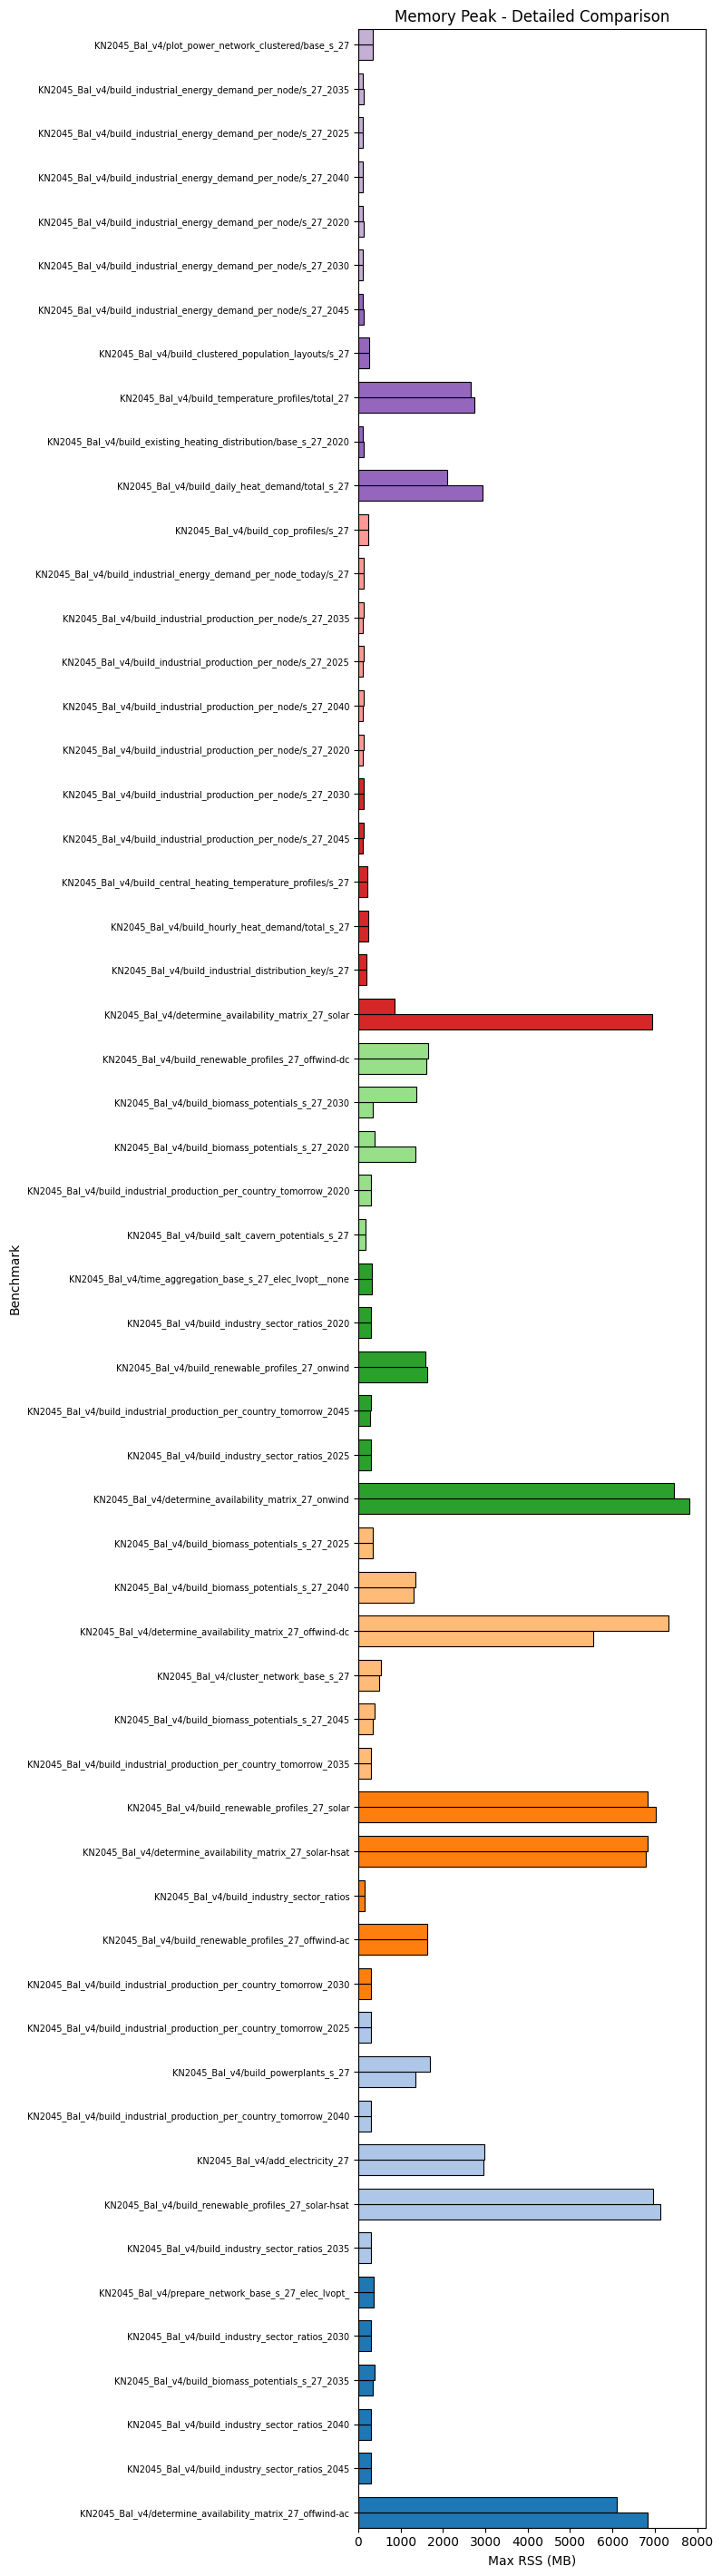 Memory Peak - Detailed Comparison
KN2045_Bal_v4/plot_power_network_clustered/base_s_27
KN2045_Bal_v4/build_industrial_energy_demand_per_node/s_27_2035
KN2045_Bal_v4/build_industrial_energy_demand_per_node/s_27_2025
KN2045_Bal_v4/build_industrial_energy_demand_per_node/s_27_2040
KN2045_Bal_v4/build_industrial_energy_demand_per_node/s_27_2020
KN2045_Bal_v4/build_industrial_energy_demand_per_node/s_27_2030
KN2045_Bal_v4/build_industrial_energy_demand_per_node/s_27_2045
KN2045_Bal_v4/build_clustered_population_layouts/s_27
KN2045_Bal_v4/build_temperature_profiles/total_27
KN2045_Bal_v4/build_existing_heating_distribution/base_s_27_2020
KN2045_Bal_v4/build_daily_heat_demand/total_s_27
KN2045_Bal_v4/build_cop_profiles/s_27
KN2045_Bal_v4/build_industrial_energy_demand_per_node_today/s_27
KN2045_Bal_v4/build_industrial_production_per_node/s_27_2035
KN2045_Bal_v4/build_industrial_production_per_node/s_27_2025
KN2045_Bal_v4/build_industrial_production_per_node/s_27_2040
KN2045_Bal_v4/build_industrial_production_per_node/s_27_2020
KN2045_Bal_v4/build_industrial_production_per_node/s_27_2030
KN2045_Bal_v4/build_industrial_production_per_node/s_27_2045
KN2045_Bal_v4/build_central_heating_temperature_profiles/s_27
KN2045_Bal_v4/build_hourly_heat_demand/total_s_27
KN2045_Bal_v4/build_industrial_distribution_key/s_27
KN2045_Bal_v4/determine_availability_matrix_27_solar
KN2045_Bal_v4/build_renewable_profiles_27_offwind-dc
KN2045_Bal_v4/build_biomass_potentials_s_27_2030
KN2045_Bal_v4/build_biomass_potentials_s_27_2020
KN2045_Bal_v4/build_industrial_production_per_country_tomorrow_2020
KN2045_Bal_v4/build_salt_cavern_potentials_s_27
Benchmark
KN2045_Bal_v4/time_aggregation_base_s_27_elec_lvopt__none
KN2045_Bal_v4/build_industry_sector_ratios_2020
KN2045_Bal_v4/build_renewable_profiles_27_onwind
KN2045_Bal_v4/build_industrial_production_per_country_tomorrow_2045
KN2045_Bal_v4/build_industry_sector_ratios_2025
KN2045_Bal_v4/determine_availability_matrix_27_onwind
KN2045_Bal_v4/build_biomass_potentials_s_27_2025
KN2045_Bal_v4/build_biomass_potentials_s_27_2040
KN2045_Bal_v4/determine_availability_matrix_27_offwind-dc
KN2045_Bal_v4/cluster_network_base_s_27
KN2045_Bal_v4/build_biomass_potentials_s_27_2045
KN2045_Bal_v4/build_industrial_production_per_country_tomorrow_2035
KN2045_Bal_v4/build_renewable_profiles_27_solar
KN2045_Bal_v4/determine_availability_matrix_27_solar-hsat
KN2045_Bal_v4/build_industry_sector_ratios
KN2045_Bal_v4/build_renewable_profiles_27_offwind-ac
KN2045_Bal_v4/build_industrial_production_per_country_tomorrow_2030
KN2045_Bal_v4/build_industrial_production_per_country_tomorrow_2025
KN2045_Bal_v4/build_powerplants_s_27
KN2045_Bal_v4/build_industrial_production_per_country_tomorrow_2040
KN2045_Bal_v4/add_electricity_27
KN2045_Bal_v4/build_renewable_profiles_27_solar-hsat
KN2045_Bal_v4/build_industry_sector_ratios_2035
KN2045_Bal_v4/prepare_network_base_s_27_elec_lvopt_
KN2045_Bal_v4/build_industry_sector_ratios_2030
KN2045_Bal_v4/build_biomass_potentials_s_27_2035
KN2045_Bal_v4/build_industry_sector_ratios_2040
KN2045_Bal_v4/build_industry_sector_ratios_2045
KN2045_Bal_v4/determine_availability_matrix_27_offwind-ac
0 1000 2000 3000 4000 5000 6000 7000 8000
Max RSS (MB)